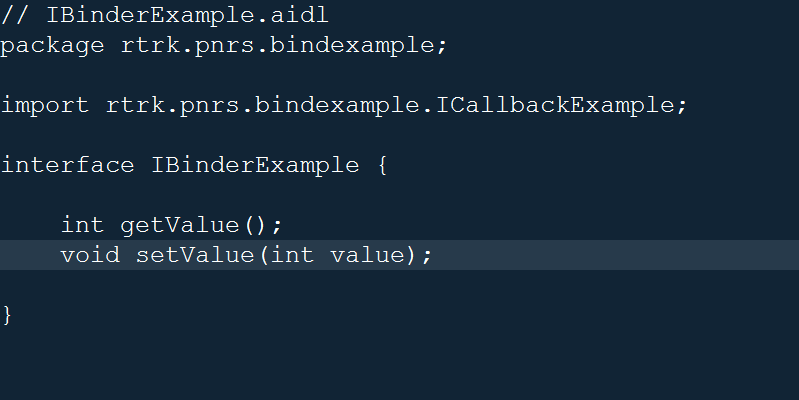 // IBinderExample.aidl
package rtrk.pnrs.bindexample;
import rtrk.pnrs.bindexample.ICallbackExample;
interface IBinderExample {
int getValue();
void setValue(int value);
}